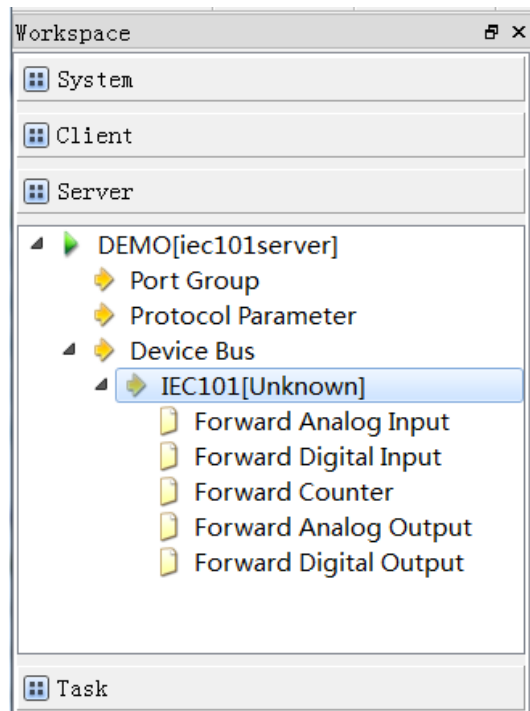 Workspace
System
Client
Server
DEMO[iec101server]
Port Group
Protocol Parameter
Device Bus
IEC101[Unknown]
Forward Analog Input
Forward Digital Input
Forward Counter
Forward Analog Output
Forward Digital Output
Task